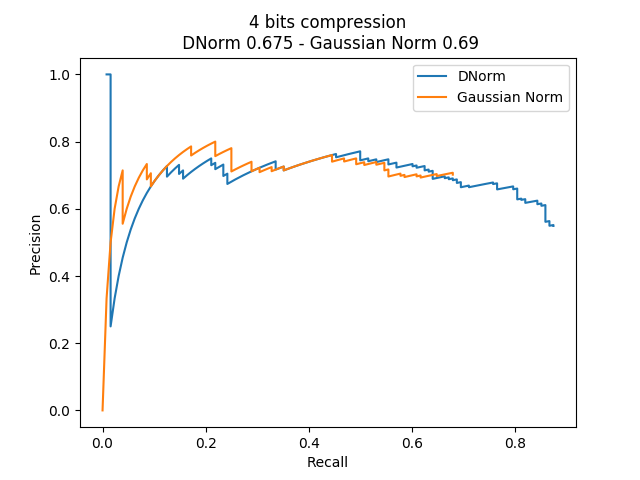 4 bits compression
DNorm 0.675 - Gaussian Norm 0.69
DNorm
Gaussian Norm
1.0
0.8
0.6
0.4
0.2
0.0
Precision
0.0 0.2 0.4 0.6 0.8
Recall